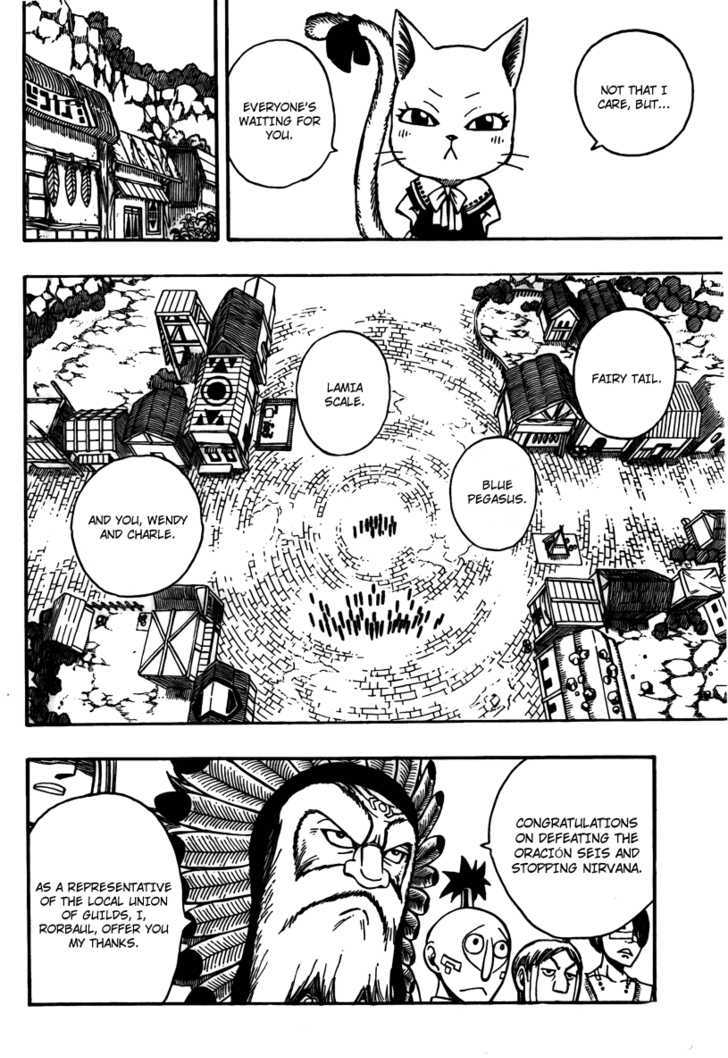 NOT THAT I
CARE, BUT...
EVERYONE'S
WAITING FOR
YOU.
FAIRY TAIL.
BLUE
PEGASUS.
LAMIA
SCALE.
AND YOU, WENDY
AND CHARLE.
CONGRATULATIONS
ON DEFEATING THE
ORACIÓN SEIS AND
STOPPING NIRVANA.
AS A REPRESENTATIVE
OF THE LOCAL UNION
OF GUILDS, I,
RORBAUL, OFFER YOU
MY THANKS.